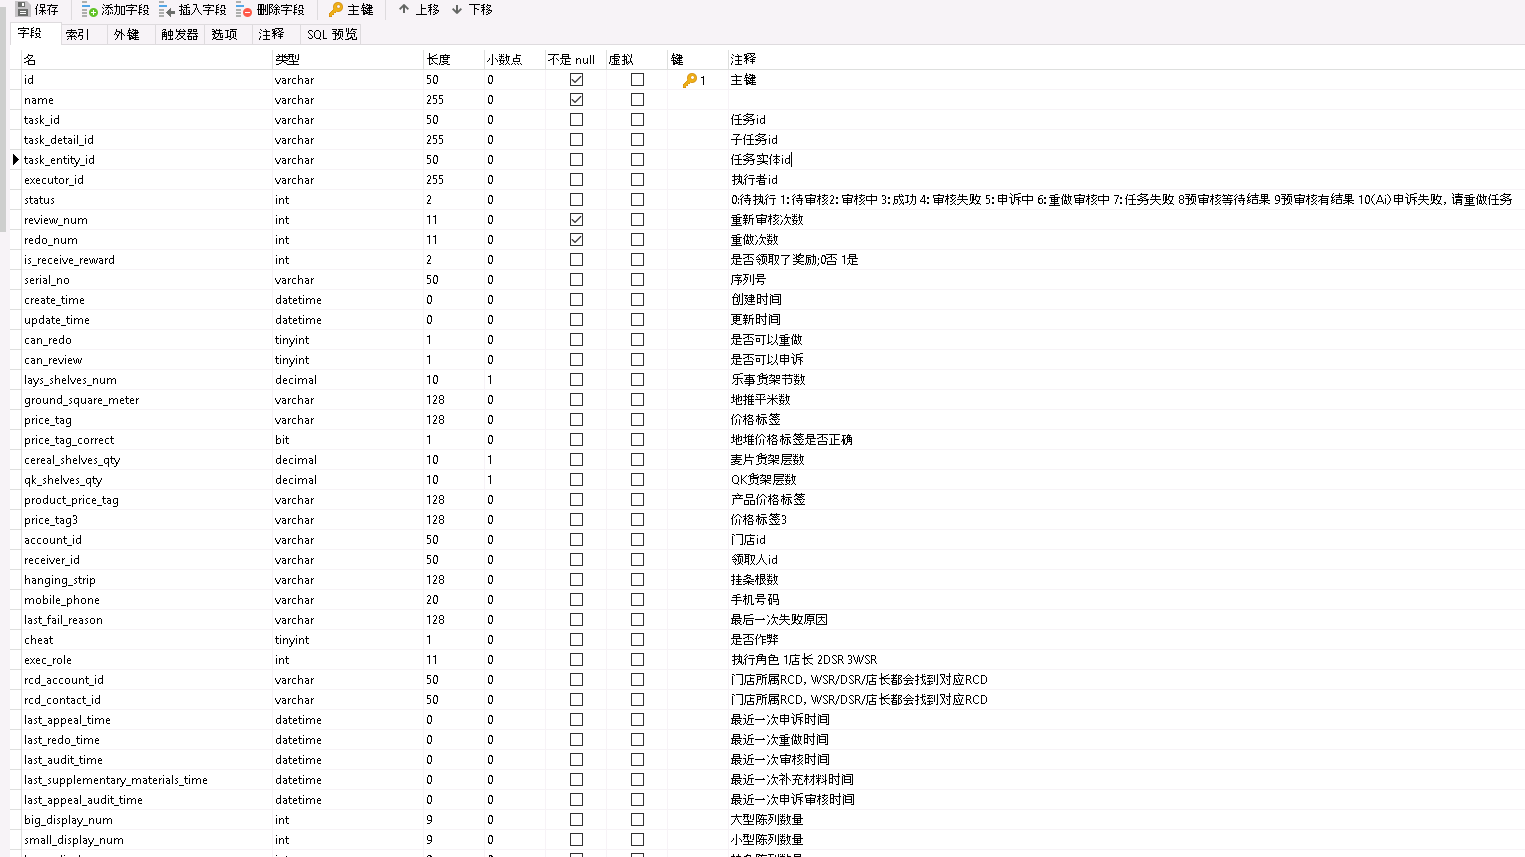 保存 添加字段 插入字段 删除字段 主键 上移 下移
字段 索引 外键 触发器 选项 注释 SQL 预览
名 类型 长度 小数点 不是 null 虚拟 键 注释
id varchar 50 0 1 主键
name varchar 255 0
task_id varchar 50 0 任务id
task_detail_id varchar 255 0 子任务id
task_entity_id varchar 50 0 任务实体id
executor_id varchar 255 0 执行者id
status int 2 0 0:待执行 1: 待审核2: 审核中 3: 成功 4: 审核失败 5: 申诉中 6: 重做审核中 7: 任务失败 8预审核等待结果 9预审核有结果 10(Ai)申诉失败, 请重做任务
review_num int 11 0 重新审核次数
redo_num int 11 0 重做次数
is_receive_reward int 2 0 是否领取了奖励;0否 1是
serial_no varchar 50 0 序列号
create_time datetime 0 0 创建时间
update_time datetime 0 0 更新时间
can_redo tinyint 1 0 是否可以重做
can_review tinyint 1 0 是否可以申诉
lays_shelves_num decimal 10 1 乐事货架节数
ground_square_meter varchar 128 0 地推平米数
price_tag varchar 128 0 价格标签
price_tag_correct bit 1 0 地堆价格标签是否正确
cereal_shelves_qty decimal 10 1 麦片货架层数
qk_shelves_qty decimal 10 1 QK货架层数
product_price_tag varchar 128 0 产品价格标签
price_tag3 varchar 128 0 价格标签3
account_id varchar 50 0 门店id
receiver_id varchar 50 0 领取人id
hanging_strip varchar 128 0 挂条根数
mobile_phone varchar 20 0 手机号码
last_fail_reason varchar 128 0 最后一次失败原因
cheat tinyint 1 0 是否作弊
exec_role int 11 0 执行角色 1店长 2DSR 3WSR
rcd_account_id varchar 50 0 门店所属RCD, WSR/DSR/店长都会找到对应RCD
rcd_contact_id varchar 50 0 门店所属RCD, WSR/DSR/店长都会找到对应RCD
last_appeal_time datetime 0 0 最近一次申诉时间
last_redo_time datetime 0 0 最近一次重做时间
last_audit_time datetime 0 0 最近一次审核时间
last_supplementary_materials_time datetime 0 0 最近一次补充材料时间
last_appeal_audit_time datetime 0 0 最近一次申诉审核时间
big_display_num int 9 0 大型陈列数量
small_display_num int 9 0 小型陈列数量